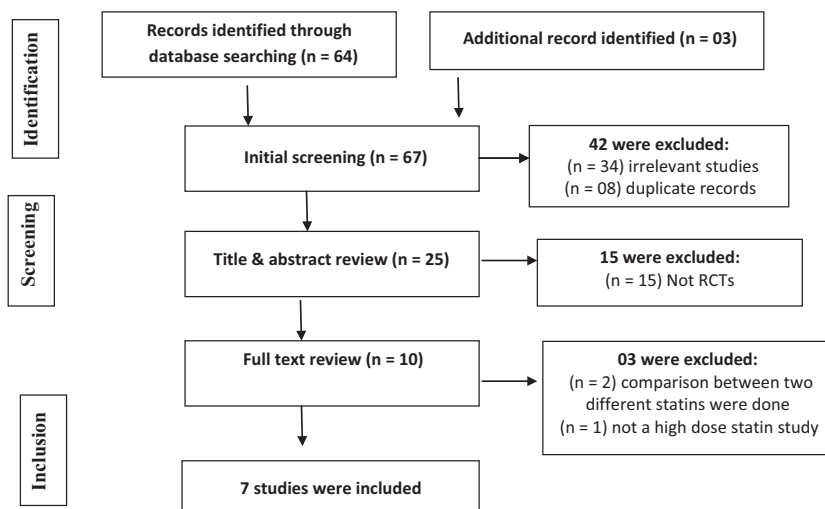 Identification
Records identified through
database searching (n = 64)
Additional record identified (n = 03)
Initial screening (n = 67)
42 were excluded:
(n = 34) irrelevant studies
(n = 08) duplicate records
Screening
Title & abstract review (n = 25)
15 were excluded:
(n = 15) Not RCTs
Full text review (n = 10)
03 were excluded:
(n = 2) comparison between two
different statins were done
(n = 1) not a high dose statin study
Inclusion
7 studies were included